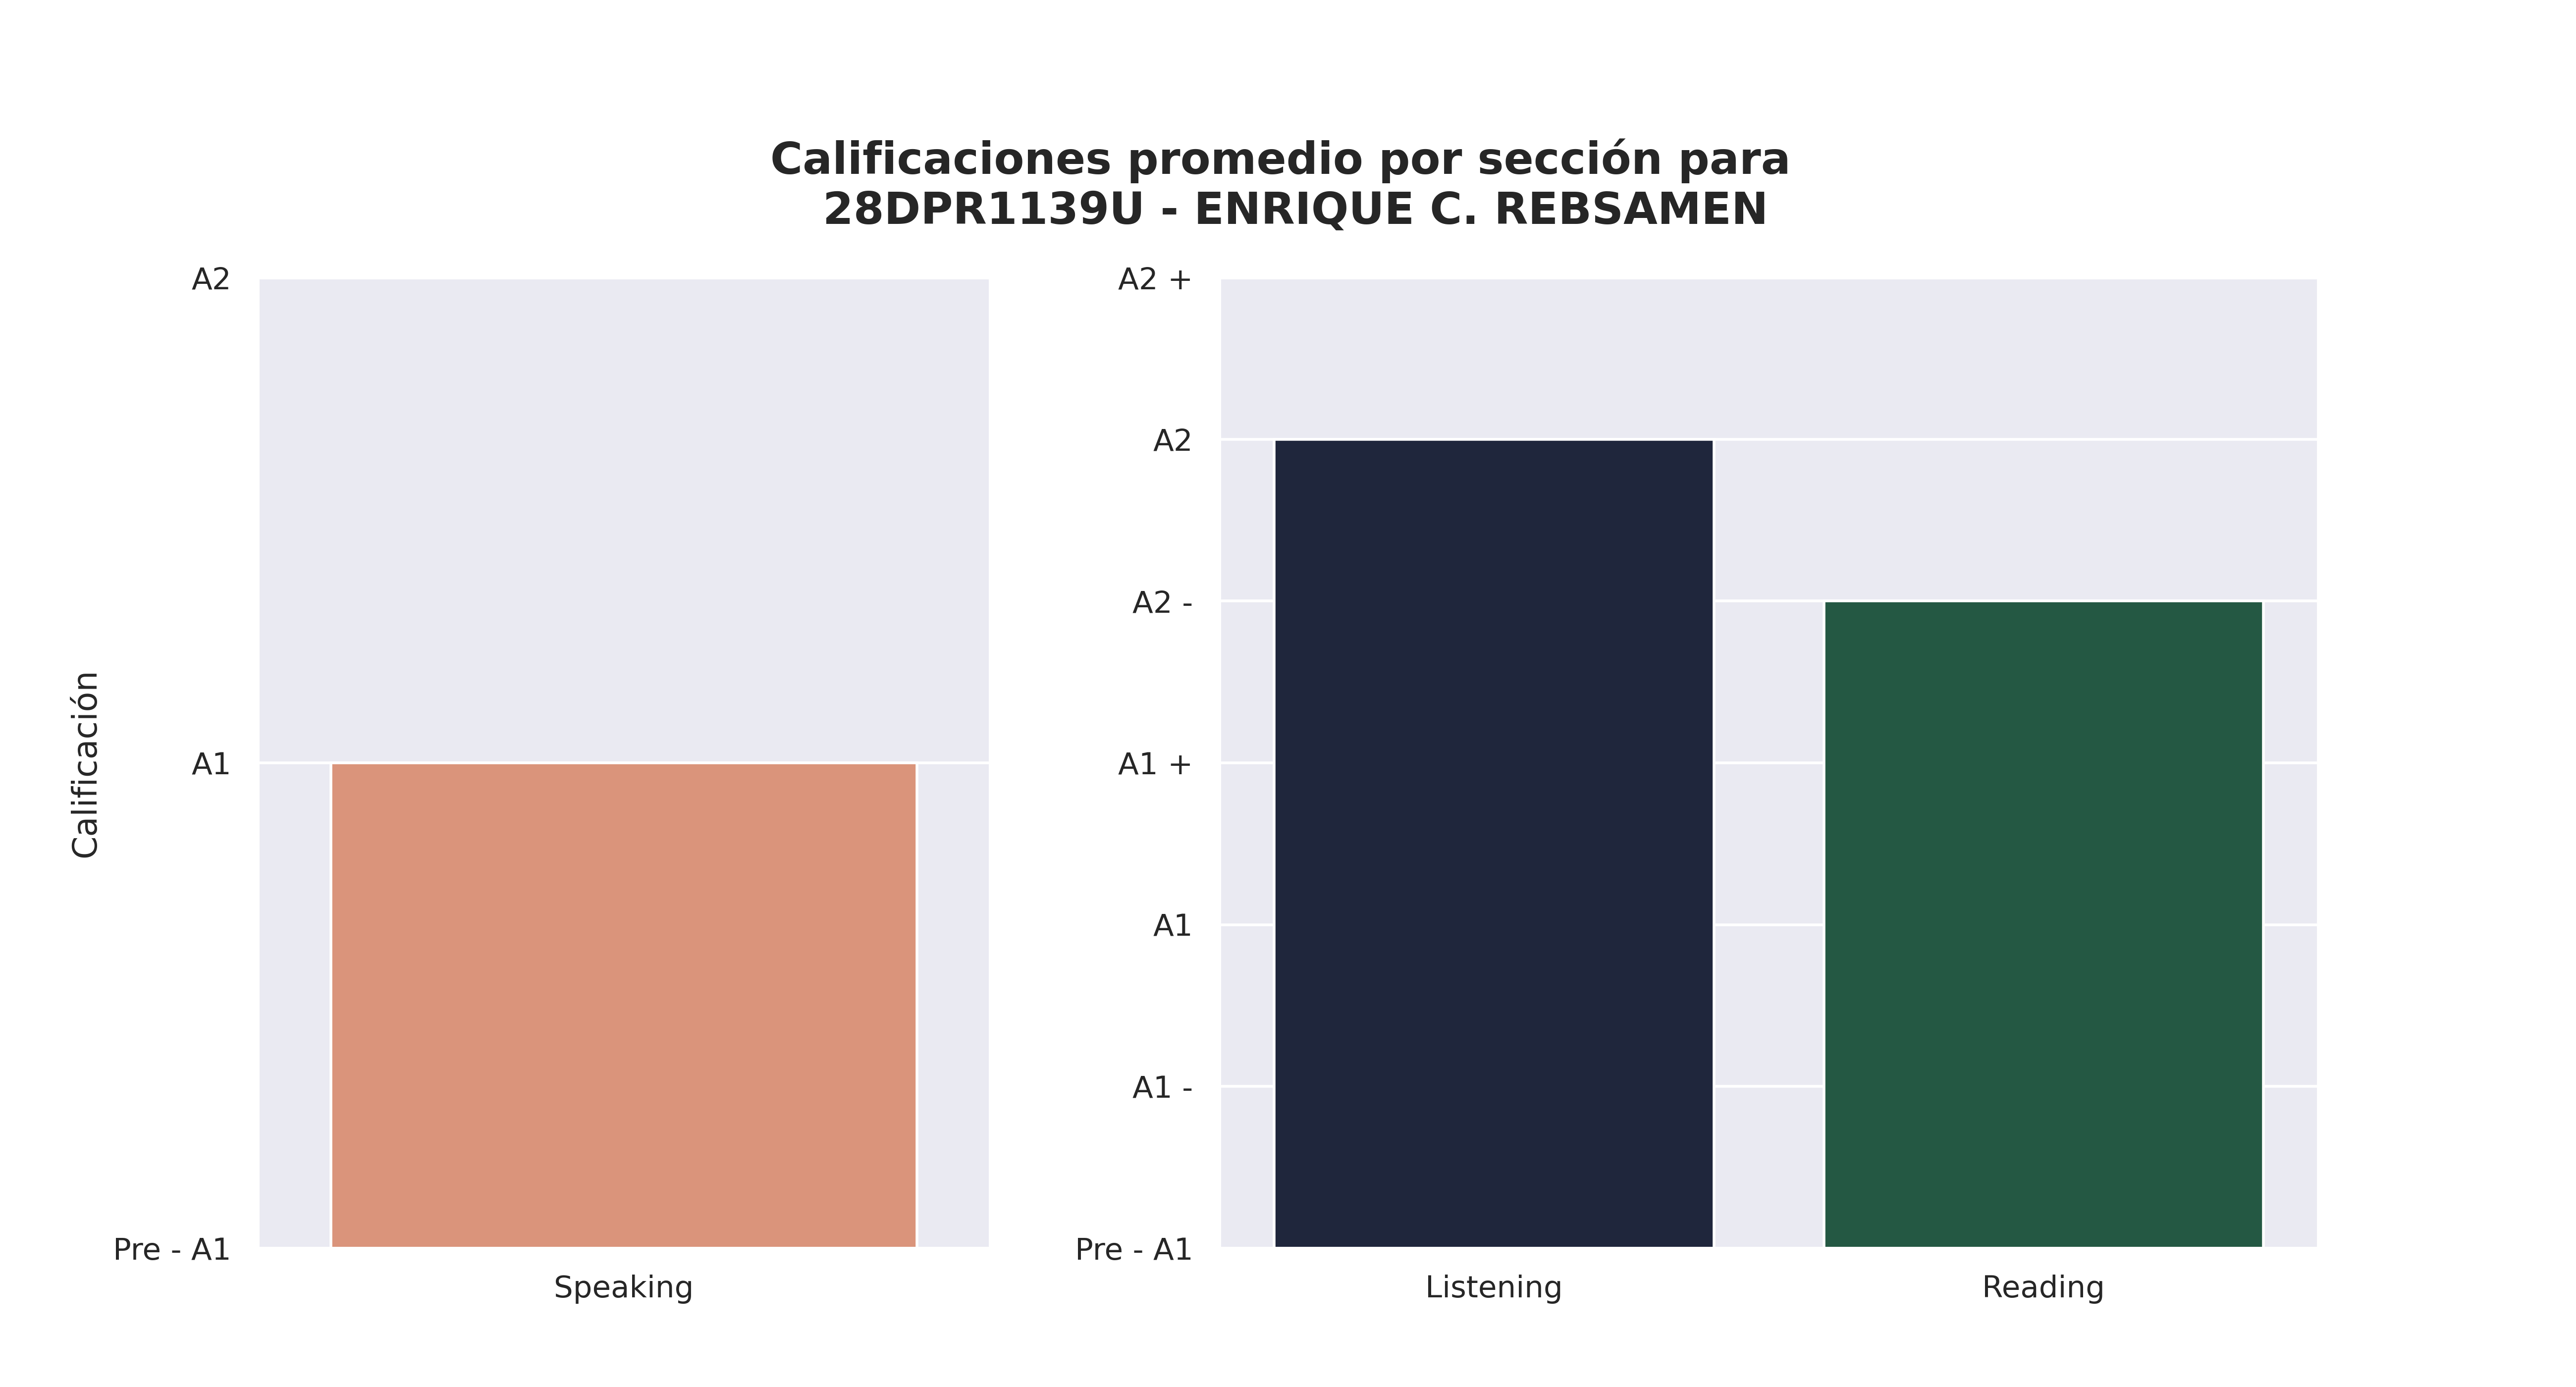 Calificaciones promedio por sección para
28DPR1139U - ENRIQUE C. REBSAMEN
Calificación
A2
A1
Pre - A1
Speaking
A2 +
A2
A2 -
A1 +
A1
A1 -
Pre - A1
Listening
Reading